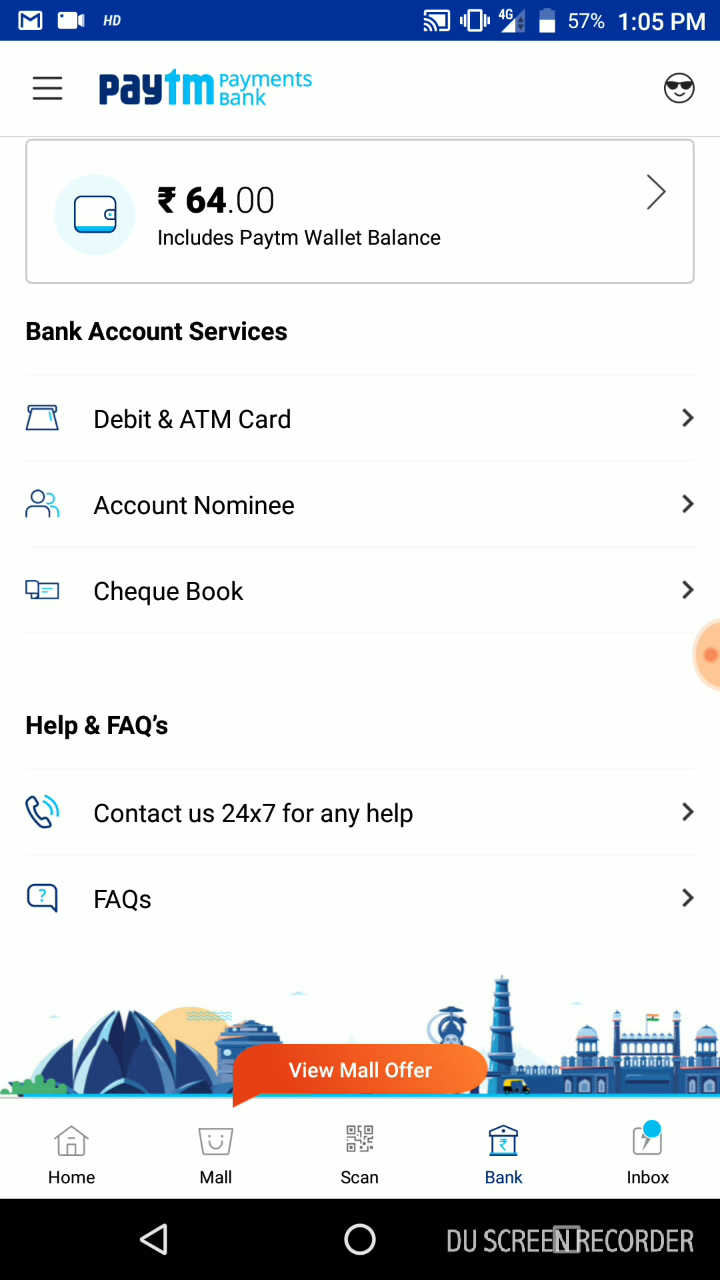 HD 4G 57% 1:05 PM
paytm Payments Bank
₹ 64.00
Includes Paytm Wallet Balance
Bank Account Services
Debit & ATM Card
Account Nominee
Cheque Book
Help & FAQ’s
Contact us 24x7 for any help
FAQs
View Mall Offer
Home Mall Scan Bank Inbox
DU SCREEN RECORDER